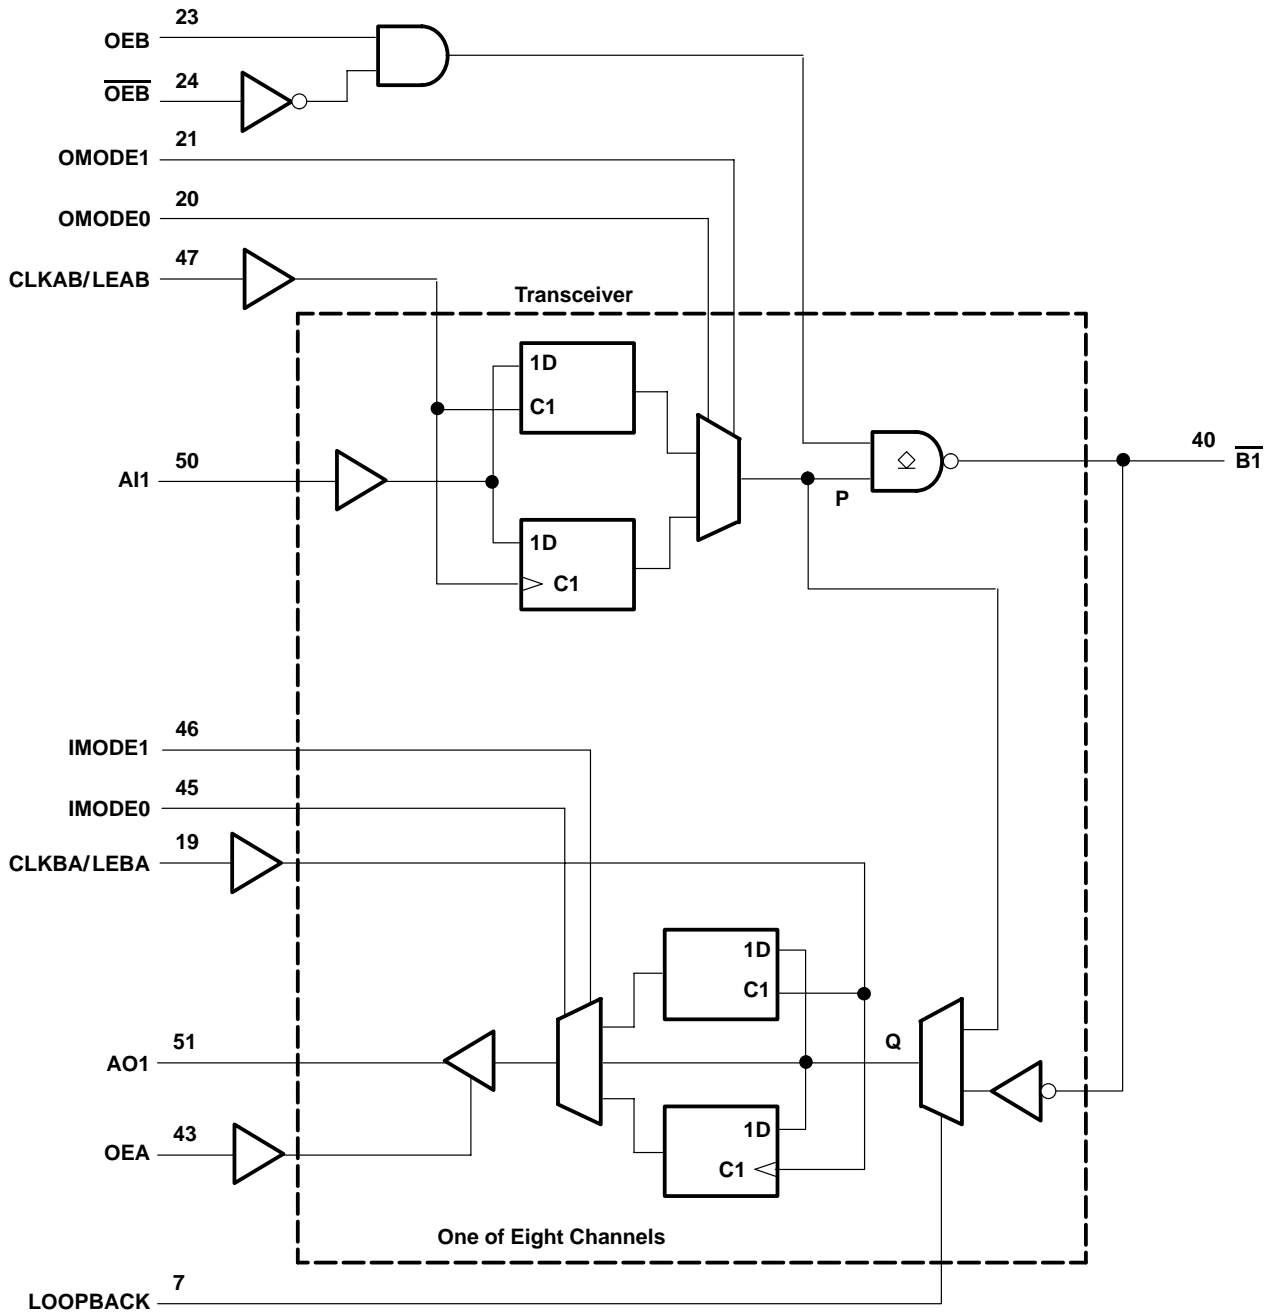 23
OEB
24
O̅E̅B̅
21
OMODE1
20
OMODE0
47
CLKAB/LEAB
Transceiver
1D
C1
50
AI1
40
B̅1̅
P
1D
C1
46
IMODE1
45
IMODE0
19
CLKBA/LEBA
1D
C1
Q
51
AO1
1D
43
OEA
C1
One of Eight Channels
7
LOOPBACK